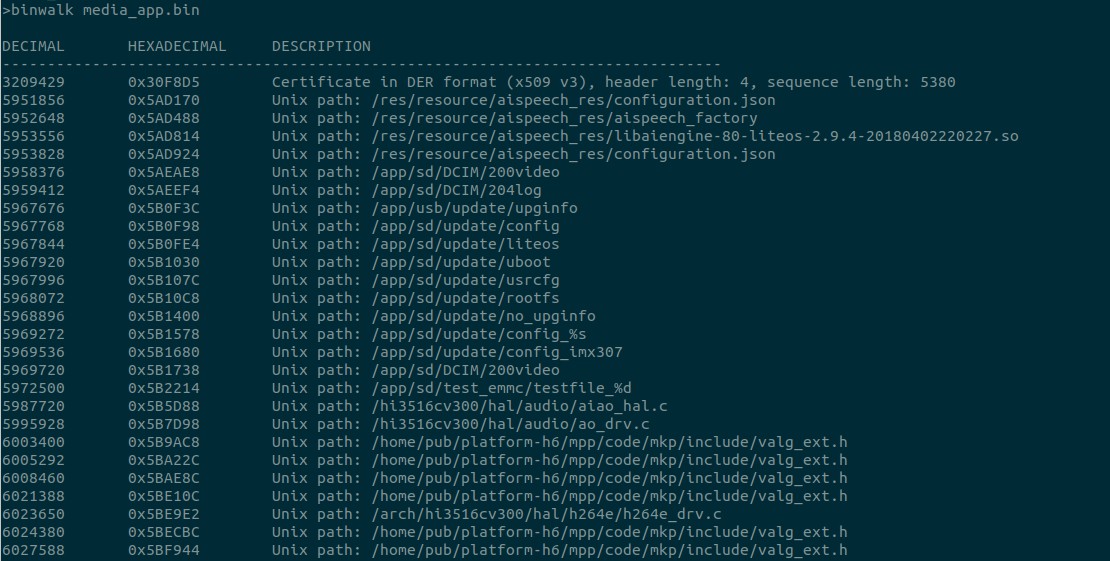 >binwalk media_app.bin
DECIMAL       HEXADECIMAL     DESCRIPTION
--------------------------------------------------------------------------------
3209429       0x30F8D5        Certificate in DER format (x509 v3), header length: 4, sequence length: 5380
5951856       0x5AD170        Unix path: /res/resource/aispeech_res/configuration.json
5952648       0x5AD488        Unix path: /res/resource/aispeech_res/aispeech_factory
5953556       0x5AD814        Unix path: /res/resource/aispeech_res/libaiengine-80-liteos-2.9.4-20180402220227.so
5953828       0x5AD924        Unix path: /res/resource/aispeech_res/configuration.json
5958376       0x5AEAE8        Unix path: /app/sd/DCIM/200video
5959412       0x5AEEF4        Unix path: /app/sd/DCIM/204log
5967676       0x5B0F3C        Unix path: /app/usb/update/upginfo
5967768       0x5B0F98        Unix path: /app/sd/update/config
5967844       0x5B0FE4        Unix path: /app/sd/update/liteos
5967920       0x5B1030        Unix path: /app/sd/update/uboot
5967996       0x5B107C        Unix path: /app/sd/update/usrcfg
5968072       0x5B10C8        Unix path: /app/sd/update/rootfs
5968896       0x5B1400        Unix path: /app/sd/update/no_upginfo
5969272       0x5B1578        Unix path: /app/sd/update/config_%s
5969536       0x5B1680        Unix path: /app/sd/update/config_imx307
5969720       0x5B1738        Unix path: /app/sd/DCIM/200video
5972500       0x5B2214        Unix path: /app/sd/test_emmc/testfile_%d
5987720       0x5B5D88        Unix path: /hi3516cv300/hal/audio/aiao_hal.c
5995928       0x5B7D98        Unix path: /hi3516cv300/hal/audio/ao_drv.c
6003400       0x5B9AC8        Unix path: /home/pub/platform-h6/mpp/code/mkp/include/valg_ext.h
6005292       0x5BA22C        Unix path: /home/pub/platform-h6/mpp/code/mkp/include/valg_ext.h
6008460       0x5BAE8C        Unix path: /home/pub/platform-h6/mpp/code/mkp/include/valg_ext.h
6021388       0x5BE10C        Unix path: /home/pub/platform-h6/mpp/code/mkp/include/valg_ext.h
6023650       0x5BE9E2        Unix path: /arch/hi3516cv300/hal/h264e/h264e_drv.c
6024380       0x5BECBC        Unix path: /home/pub/platform-h6/mpp/code/mkp/include/valg_ext.h
6027588       0x5BF944        Unix path: /home/pub/platform-h6/mpp/code/mkp/include/valg_ext.h